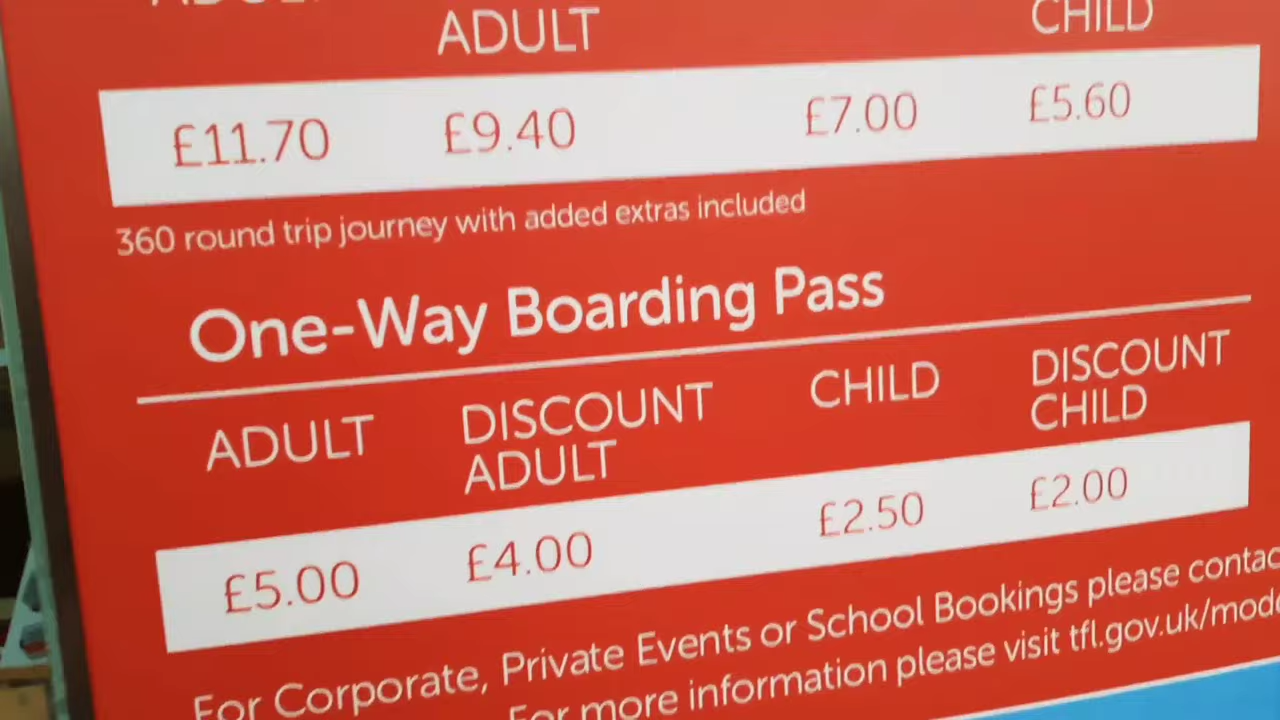 ADULT
CHILD
£11.70 £9.40 £7.00 £5.60
360 round trip journey with added extras included
One-Way Boarding Pass
ADULT DISCOUNT ADULT CHILD DISCOUNT CHILD
£5.00 £4.00 £2.50 £2.00
For Corporate, Private Events or School Bookings please contac
For more information please visit tfl.gov.uk/mod